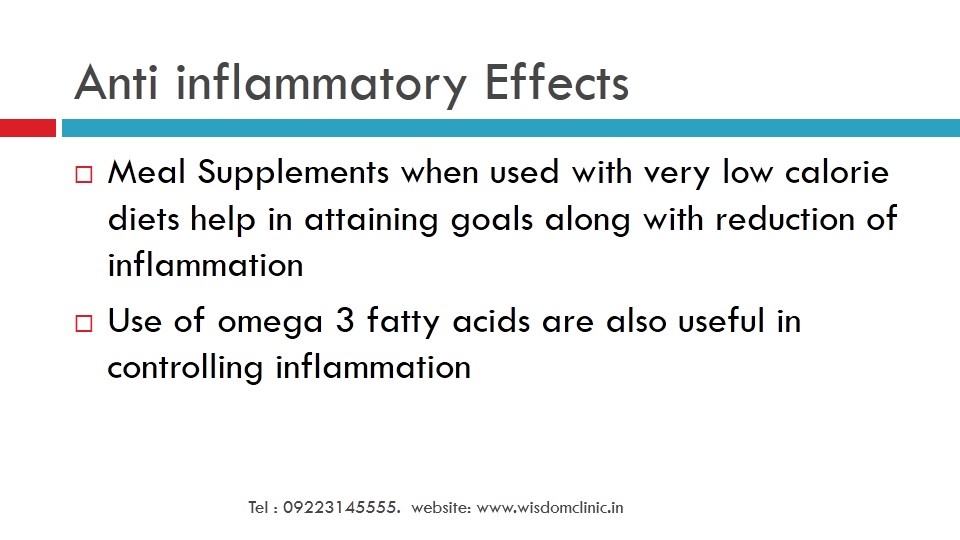 Anti inflammatory Effects
Meal Supplements when used with very low calorie
diets help in attaining goals along with reduction of
inflammation
Use of omega 3 fatty acids are also useful in
controlling inflammation
Tel : 09223145555.  website: www.wisdomclinic.in